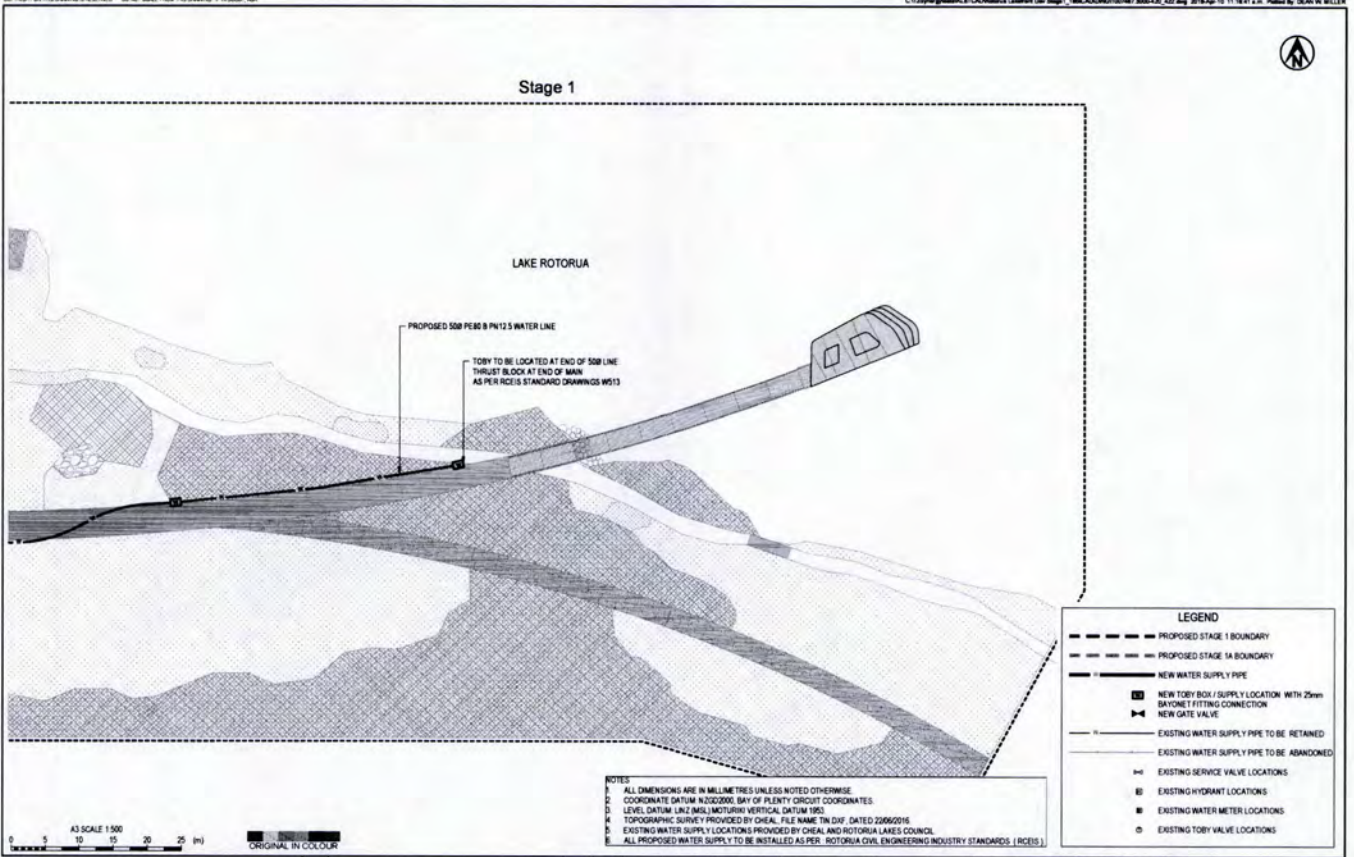 Stage 1
N
LAKE ROTORUA
PROPOSED 50Ø PE80 B PN12.5 WATER LINE
TOBY TO BE LOCATED AT END OF 50Ø LINE
THRUST BLOCK AT END OF MAIN
AS PER RCEIS STANDARD DRAWINGS W513
LEGEND
PROPOSED STAGE 1 BOUNDARY
PROPOSED STAGE 1A BOUNDARY
NEW WATER SUPPLY PIPE
NEW TOBY BOX / SUPPLY LOCATION WITH 25mm
BAYONET FITTING CONNECTION
NEW GATE VALVE
EXISTING WATER SUPPLY PIPE TO BE RETAINED
EXISTING WATER SUPPLY PIPE TO BE ABANDONED
EXISTING SERVICE VALVE LOCATIONS
EXISTING HYDRANT LOCATIONS
EXISTING WATER METER LOCATIONS
EXISTING TOBY VALVE LOCATIONS
NOTES
1. ALL DIMENSIONS ARE IN MILLIMETRES UNLESS NOTED OTHERWISE.
2. COORDINATE DATUM: NZGD2000, BAY OF PLENTY CIRCUIT COORDINATES.
3. LEVEL DATUM: LINZ (MSL) MOTURIKI VERTICAL DATUM 1953.
4. TOPOGRAPHIC SURVEY PROVIDED BY CHEAL, FILE NAME TIN DXF, DATED 22/06/2016.
5. EXISTING WATER SUPPLY LOCATIONS PROVIDED BY CHEAL AND ROTORUA LAKES COUNCIL.
6. ALL PROPOSED WATER SUPPLY TO BE INSTALLED AS PER ROTORUA CIVIL ENGINEERING INDUSTRY STANDARDS (RCEIS)
A3 SCALE 1:500
0 5 10 15 20 25 (m)
ORIGINAL IN COLOUR